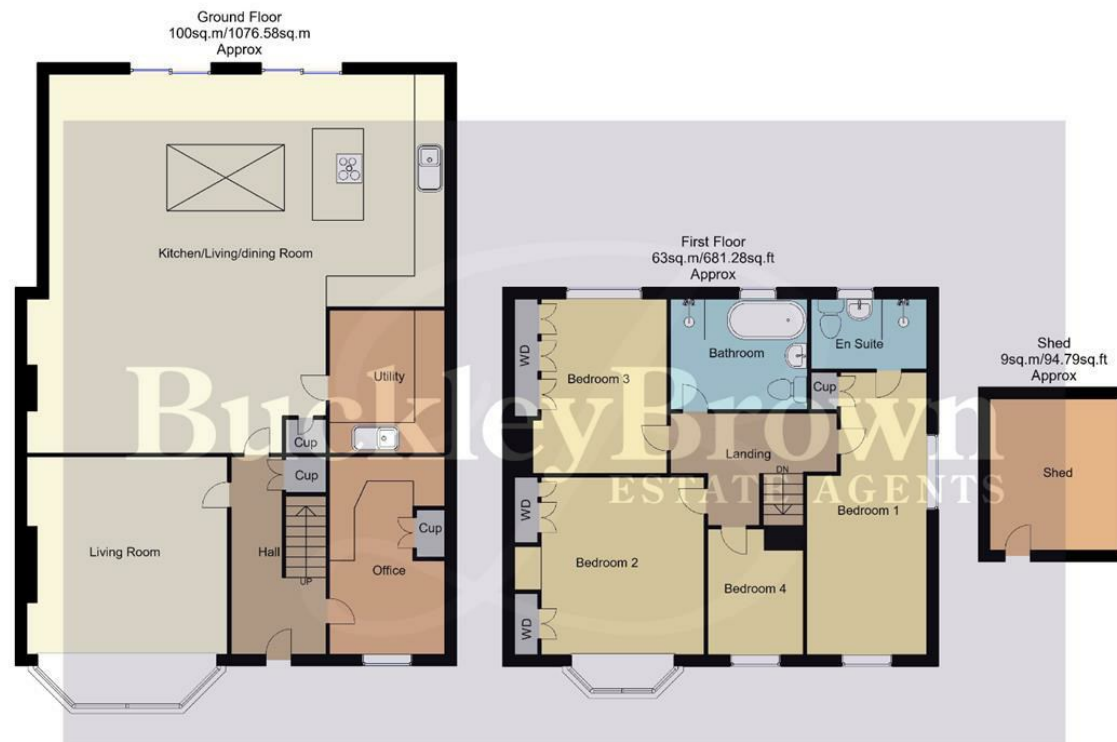 Ground Floor
100sq.m/1076.58sq.m
Approx
Kitchen/Living/dining Room
Utility
Cup
Cup
Living Room
Hall
UP
Office
Cup
First Floor
63sq.m/681.28sq.ft
Approx
WD
Bedroom 3
Bathroom
En Suite
Cup
Landing
DN
Bedroom 1
WD
Bedroom 2
WD
Bedroom 4
Shed
9sq.m/94.79sq.ft
Approx
Shed
BuckleyBrown
ESTATE AGENTS